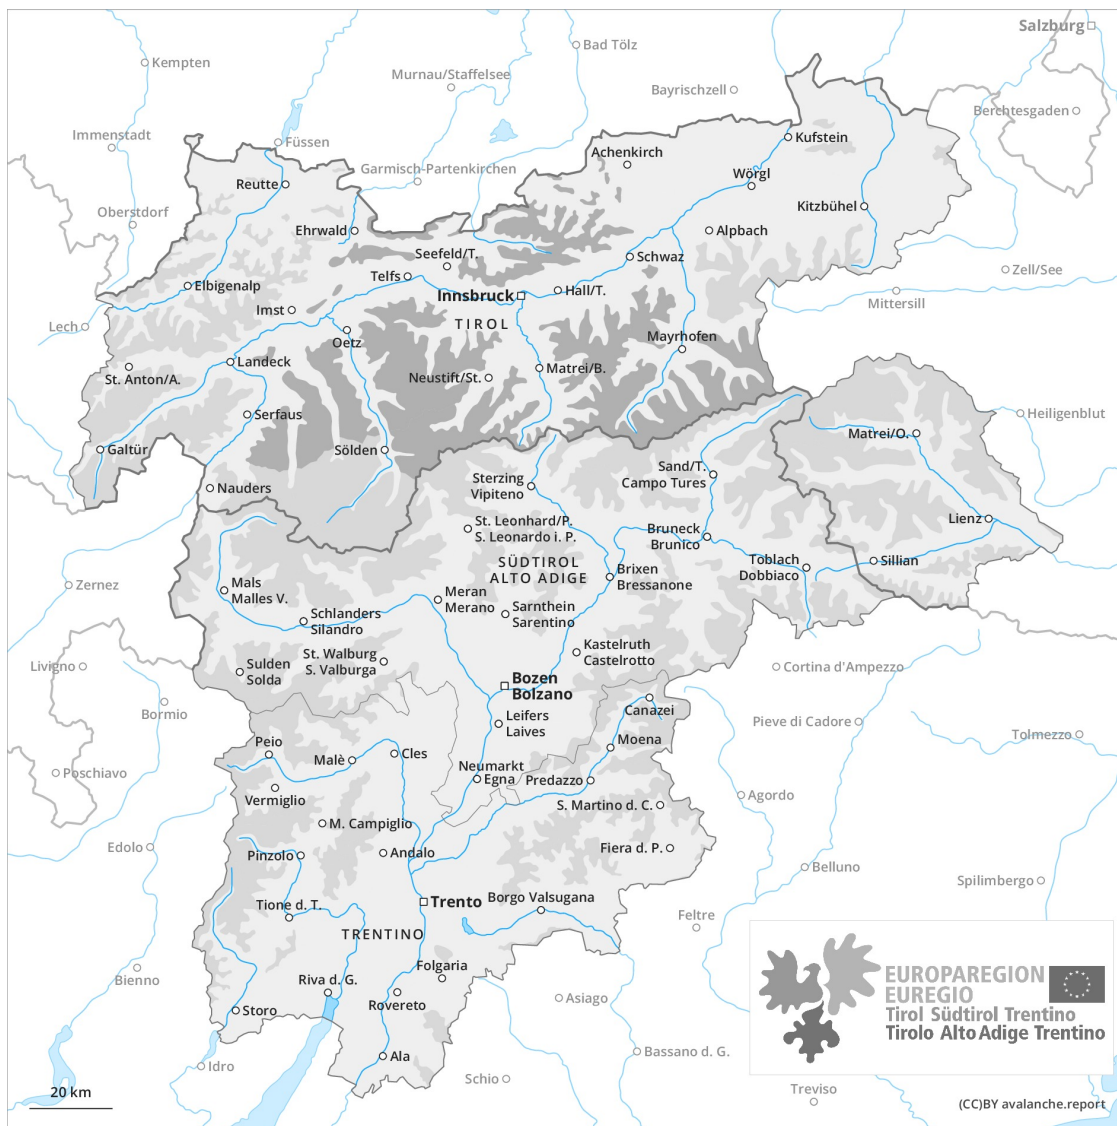 Salzburg
Bad Tölz
Kempten
Murnau/Staffelsee
Bayrischzell
Berchtesgaden
Immenstadt
Füssen
Kufstein
Achenkirch
Garmisch-Partenkirchen
Wörgl
Reutte
Kitzbühel
Oberstdorf
Ehrwald
Alpbach
Seefeld/T.
Schwaz
Zell/See
Telfs
Elbigenalp
Hall/T.
Innsbruck
Mittersill
Imst
TIROL
Lech
Oetz
Mayrhofen
Landeck
Matrei/B.
St. Anton/A.
Neustift/St.
Serfaus
Heiligenblut
Matrei/O.
Galtür
Sölden
Sand/T.
Campo Tures
Sterzing
Vipiteno
Nauders
Lienz
St. Leonhard/P.
S. Leonardo i. P.
Bruneck
Brunico
SÜDTIROL
ALTO ADIGE
Toblach
Dobbiaco
Sillian
Brixen
Bressanone
Zernez
Mals
Malles V.
Meran
Merano
Sarnthein
Sarentino
Schlanders
Silandro
Kastelruth
Castelrotto
St. Walburg
S. Valburga
Livigno
Sulden
Solda
Cortina d'Ampezzo
Bozen
Bolzano
Canazei
Bormio
Leifers
Laives
Pieve di Cadore
Tolmezzo
Peio
Moena
Cles
Malè
Poschiavo
Neumarkt
Egna
Predazzo
Vermiglio
Agordo
S. Martino d. C.
M. Campiglio
Edolo
Fiera d. P.
Pinzolo
Andalo
Belluno
Spilimbergo
Borgo Valsugana
Trento
Tione d. T.
Feltre
TRENTINO
Folgaria
Bienno
Riva d. G.
Asiago
Rovereto
Storo
Bassano d. G.
Ala
Idro
Schio
Treviso
EUROPAREGION
EUREGIO
Tirol Südtirol Trentino
Tirolo Alto Adige Trentino
20 km
(CC)BY avalanche.report